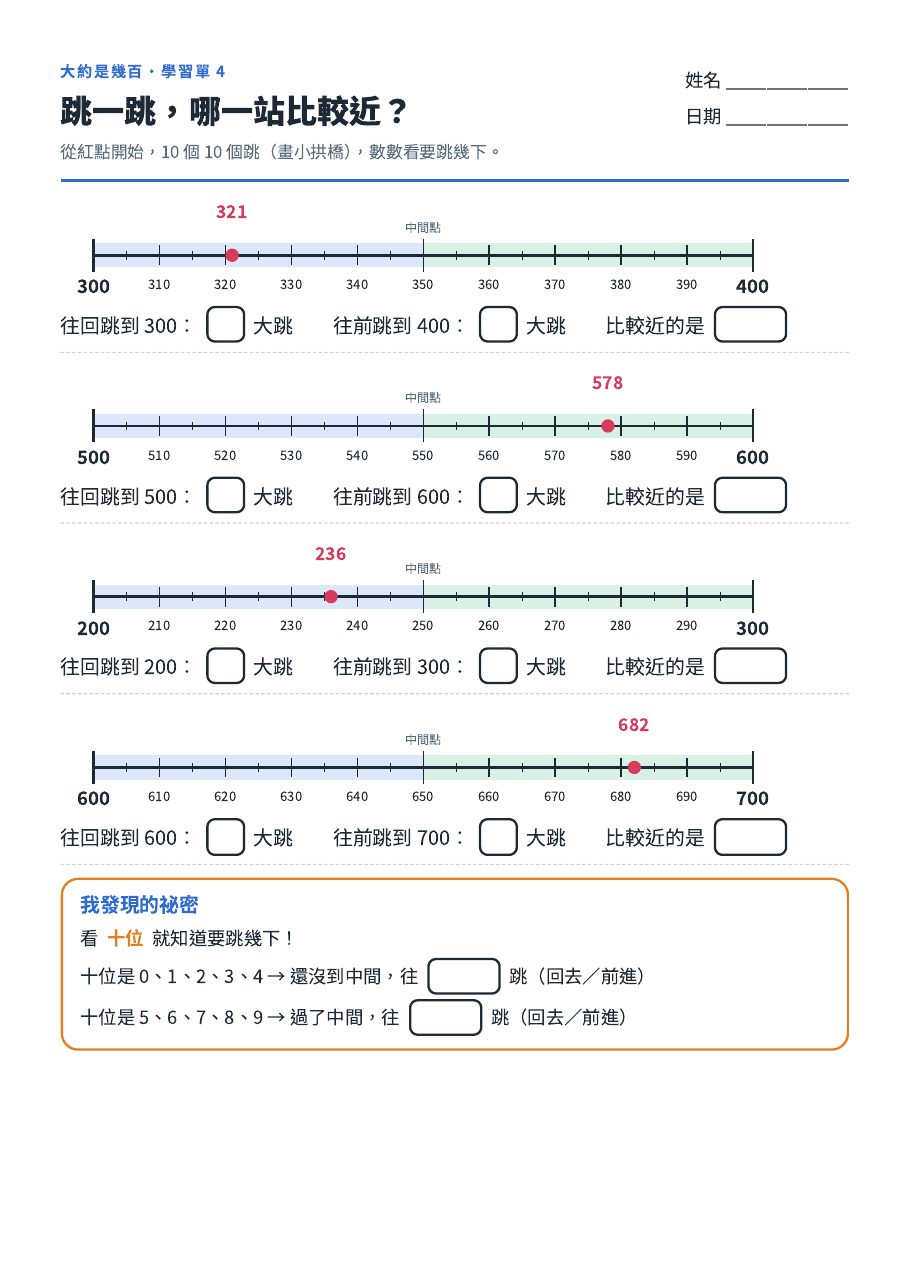 大約是幾百・學習單 4
姓名
跳一跳，哪一站比較近？
日期
從紅點開始，10 個 10 個跳（畫小拱橋），數數看要跳幾下。
321
中間點
300 310 320 330 340 350 360 370 380 390 400
往回跳到 300： 大跳 往前跳到 400： 大跳 比較近的是
578
中間點
500 510 520 530 540 550 560 570 580 590 600
往回跳到 500： 大跳 往前跳到 600： 大跳 比較近的是
236
中間點
200 210 220 230 240 250 260 270 280 290 300
往回跳到 200： 大跳 往前跳到 300： 大跳 比較近的是
682
中間點
600 610 620 630 640 650 660 670 680 690 700
往回跳到 600： 大跳 往前跳到 700： 大跳 比較近的是
我發現的祕密
看 十位 就知道要跳幾下！
十位是 0、1、2、3、4 → 還沒到中間，往 跳（回去／前進）
十位是 5、6、7、8、9 → 過了中間，往 跳（回去／前進）